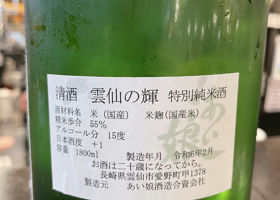 清酒 雲仙の輝 特別純米酒
原材料名 米(国産) 米麹(国産米)
精米歩合 55%
アルコール分 15度
日本酒度 +1
容量 1800ml
製造年月 令和6年2月
お酒は二十歳になってから。
長崎県雲仙市愛野町甲1378
製造元 あい娘酒造合資会社